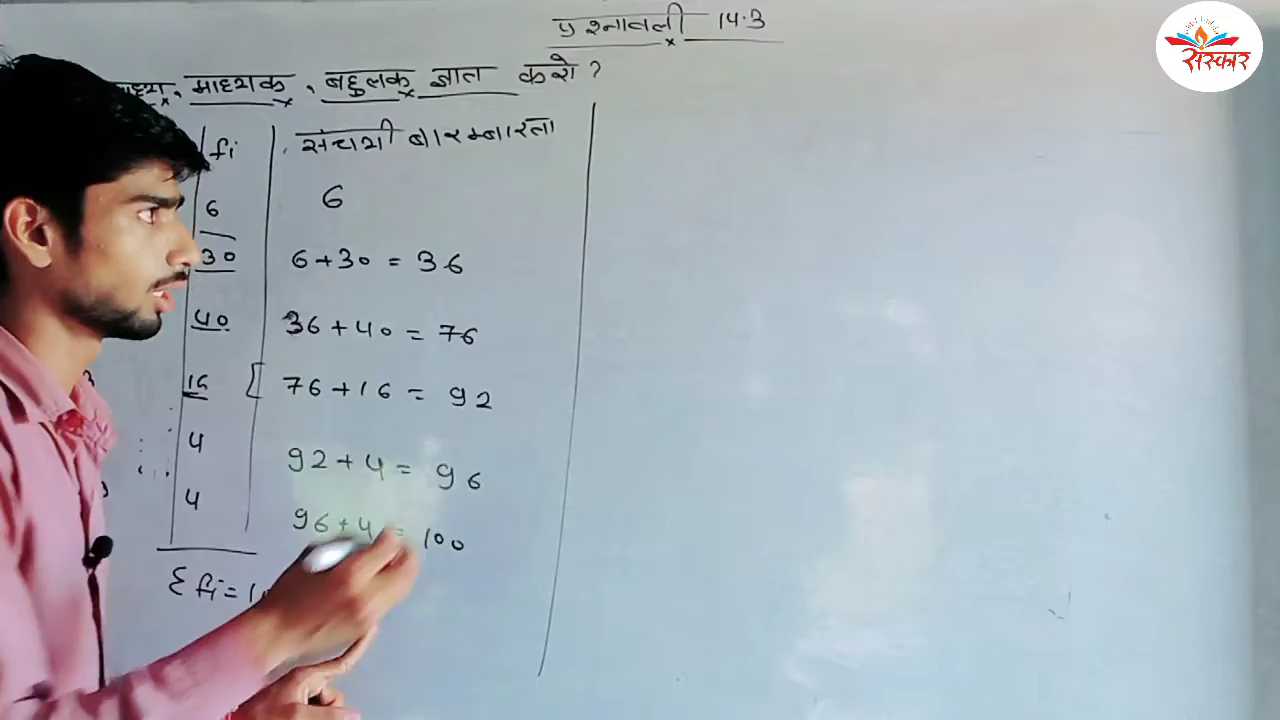 प्रश्नावली 14.3
संस्कार
माध्यक, बहुलक ज्ञात करो ?
fi संचयी बारम्बारता
6 6
30 6+30 = 36
40 36+40 = 76
16 76+16 = 92
4 92+4 = 96
4 96+4 = 100
Σfi =